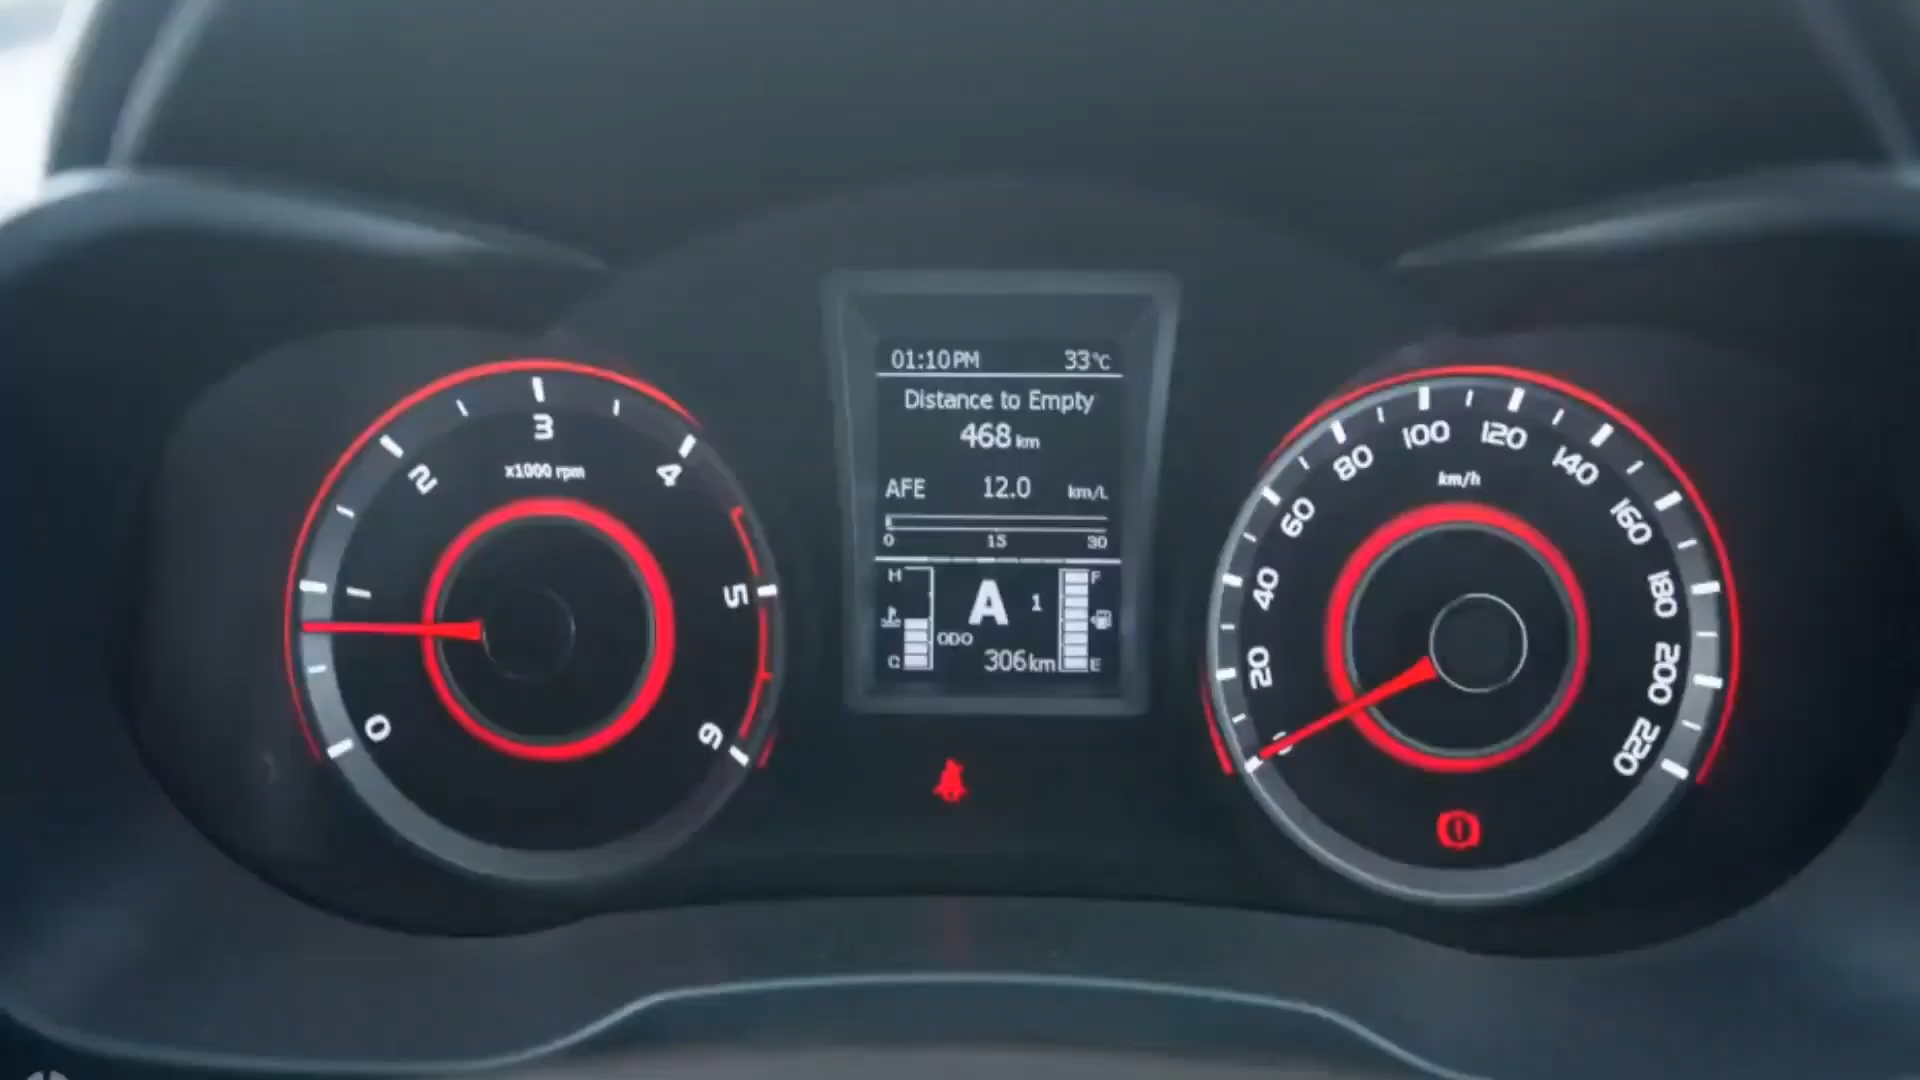 01:10PM 33°C
Distance to Empty
468 km
AFE 12.0 km/L
0 15 30
H A 1 F
ODO
C 306km E
0 2 3 4 5 6
x1000 rpm
0 20 40 60 80 100 120 140 160 180 200 220
km/h